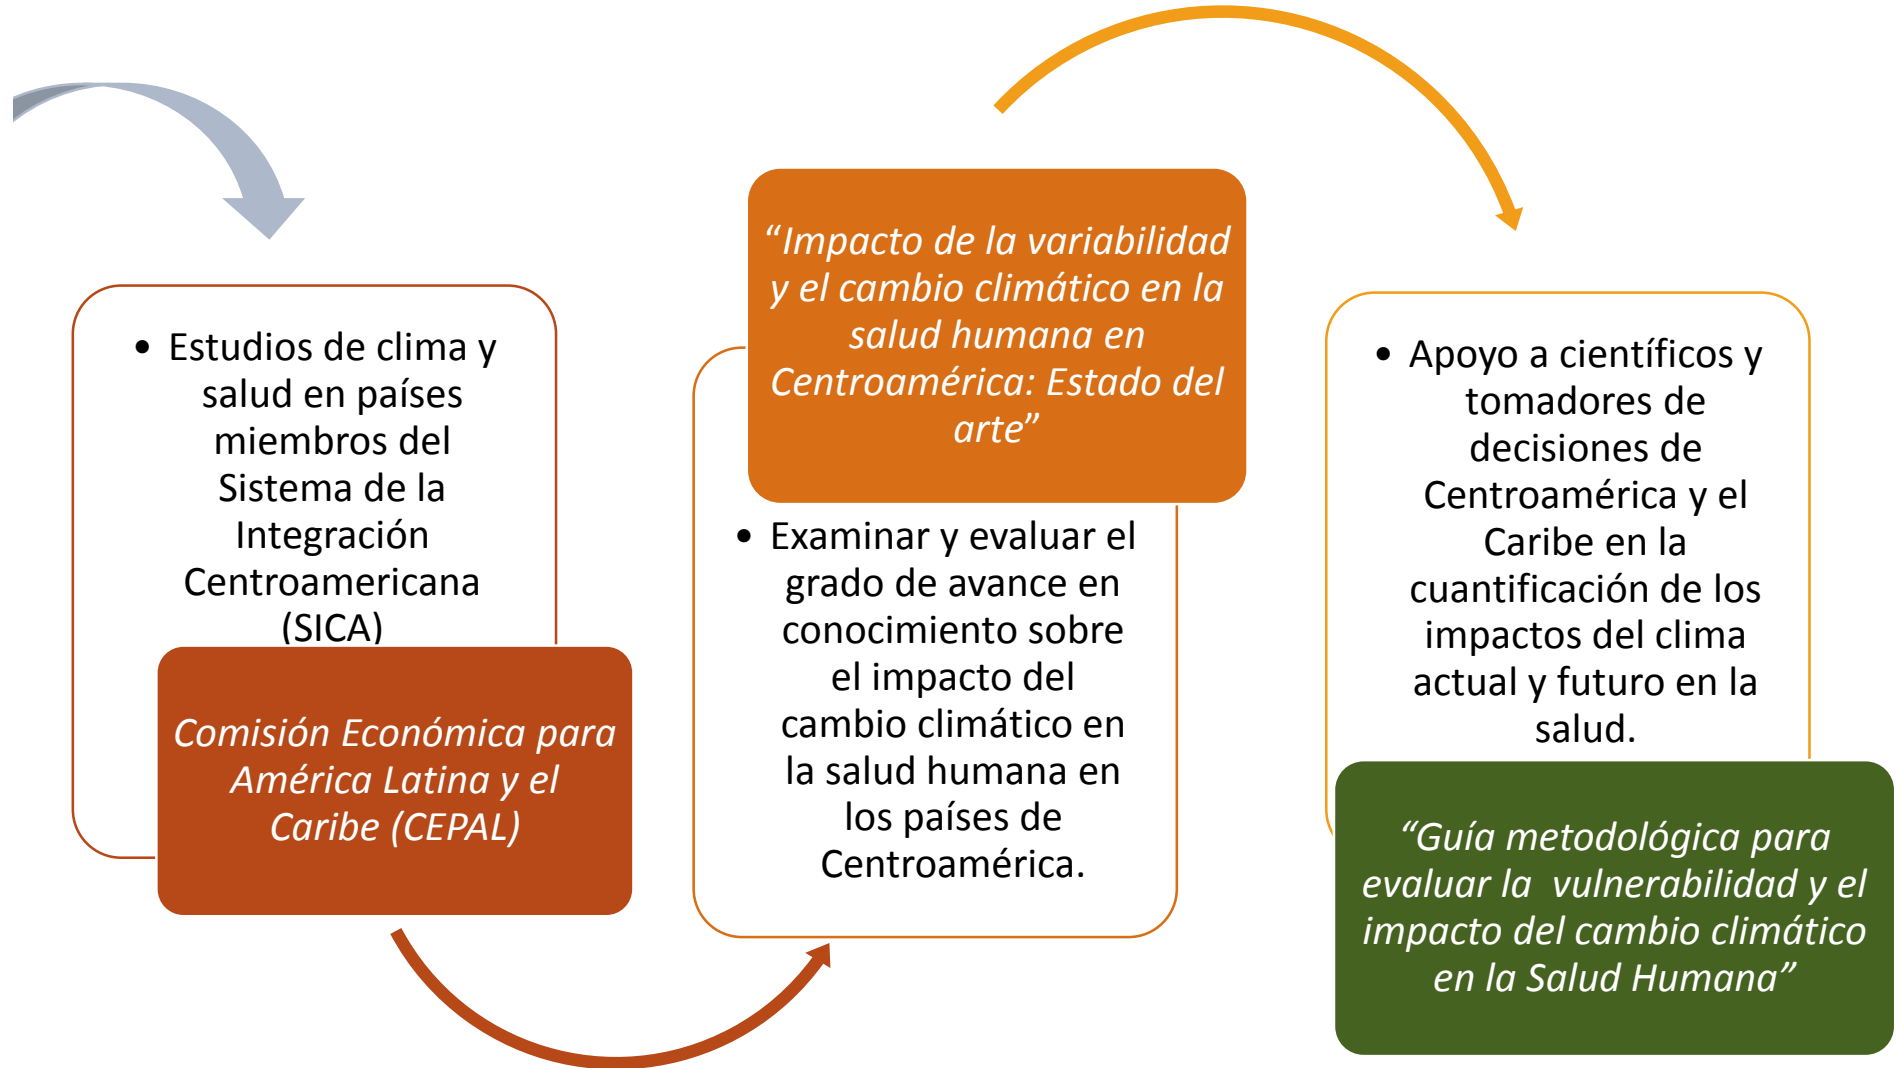 • Estudios de clima y
salud en países
miembros del
Sistema de la
Integración
Centroamericana
(SICA)
Comisión Económica para
América Latina y el
Caribe (CEPAL)
“Impacto de la variabilidad
y el cambio climático en la
salud humana en
Centroamérica: Estado del
arte”
• Examinar y evaluar el
grado de avance en
conocimiento sobre
el impacto del
cambio climático en
la salud humana en
los países de
Centroamérica.
• Apoyo a científicos y
tomadores de
decisiones de
Centroamérica y el
Caribe en la
cuantificación de los
impactos del clima
actual y futuro en la
salud.
“Guía metodológica para
evaluar la  vulnerabilidad y el
impacto del cambio climático
en la Salud Humana”